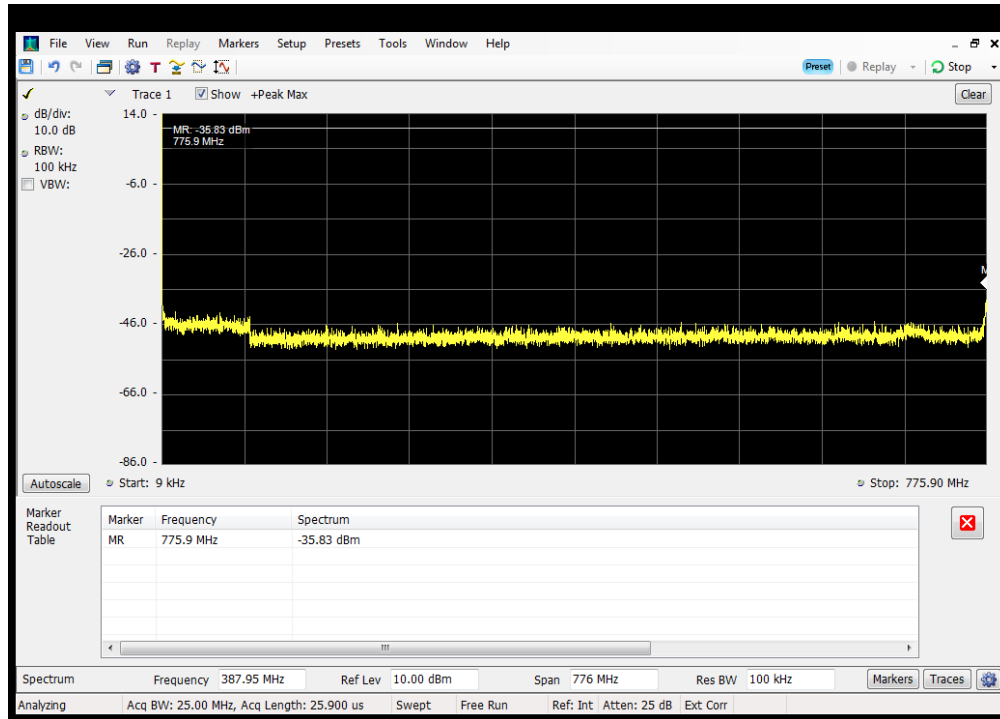 File View Run Replay Markers Setup Presets Tools Window Help
T Preset Replay Stop
Trace 1 Show +Peak Max Clear
dB/div:
10.0 dB
RBW:
100 kHz
VBW:
14.0
MR: -35.83 dBm
775.9 MHz
-6.0
-26.0
M
-46.0
-66.0
-86.0
Autoscale Start: 9 kHz Stop: 775.90 MHz
Marker
Readout
Table
Marker Frequency Spectrum
MR 775.9 MHz -35.83 dBm
Spectrum Frequency 387.95 MHz Ref Lev 10.00 dBm Span 776 MHz Res BW 100 kHz Markers Traces
Analyzing Acq BW: 25.00 MHz, Acq Length: 25.900 us Swept Free Run Ref: Int Atten: 25 dB Ext Corr